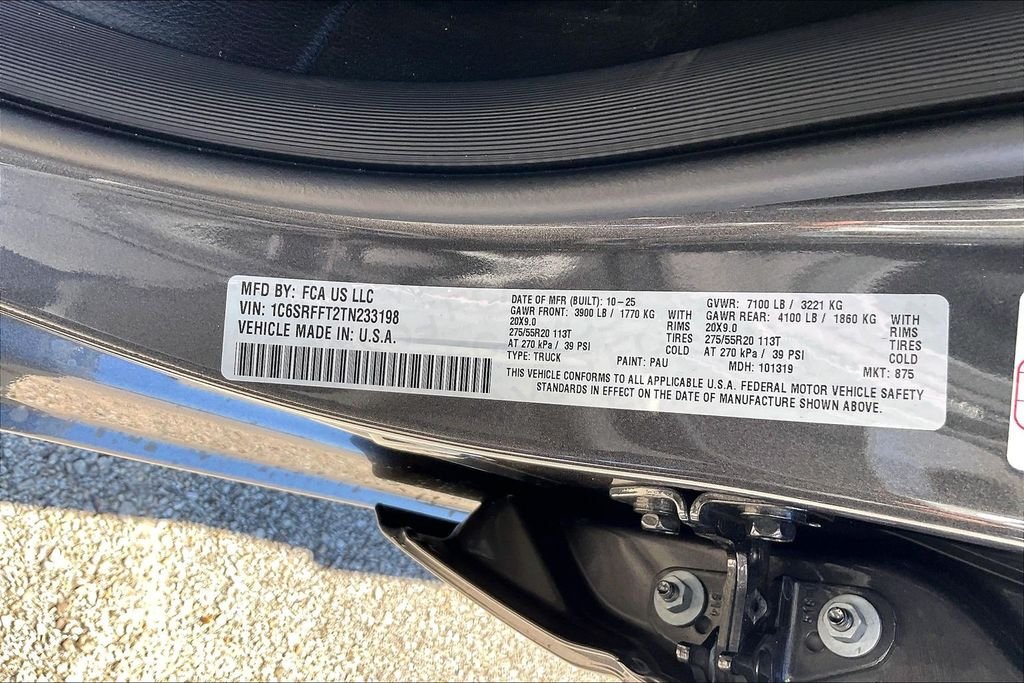 MFD BY: FCA US LLC
VIN: 1C6SRFFT2TN233198
VEHICLE MADE IN U.S.A.
DATE OF MFR (BUILT): 10-25 GVWR: 7100 LB / 3221 KG
GAWR FRONT: 3900 LB / 1770 KG WITH GAWR REAR: 4100 LB / 1860 KG WITH
20X9.0 RIMS 20X9.0 RIMS
275/55R20 113T TIRES 275/55R20 113T TIRES
AT 270 kPa / 39 PSI COLD AT 270 kPa / 39 PSI COLD
TYPE: TRUCK PAINT: PAU MDH: 101319 MKT: 875
THIS VEHICLE CONFORMS TO ALL APPLICABLE U.S.A. FEDERAL MOTOR VEHICLE SAFETY
STANDARDS IN EFFECT ON THE DATE OF MANUFACTURE SHOWN ABOVE.